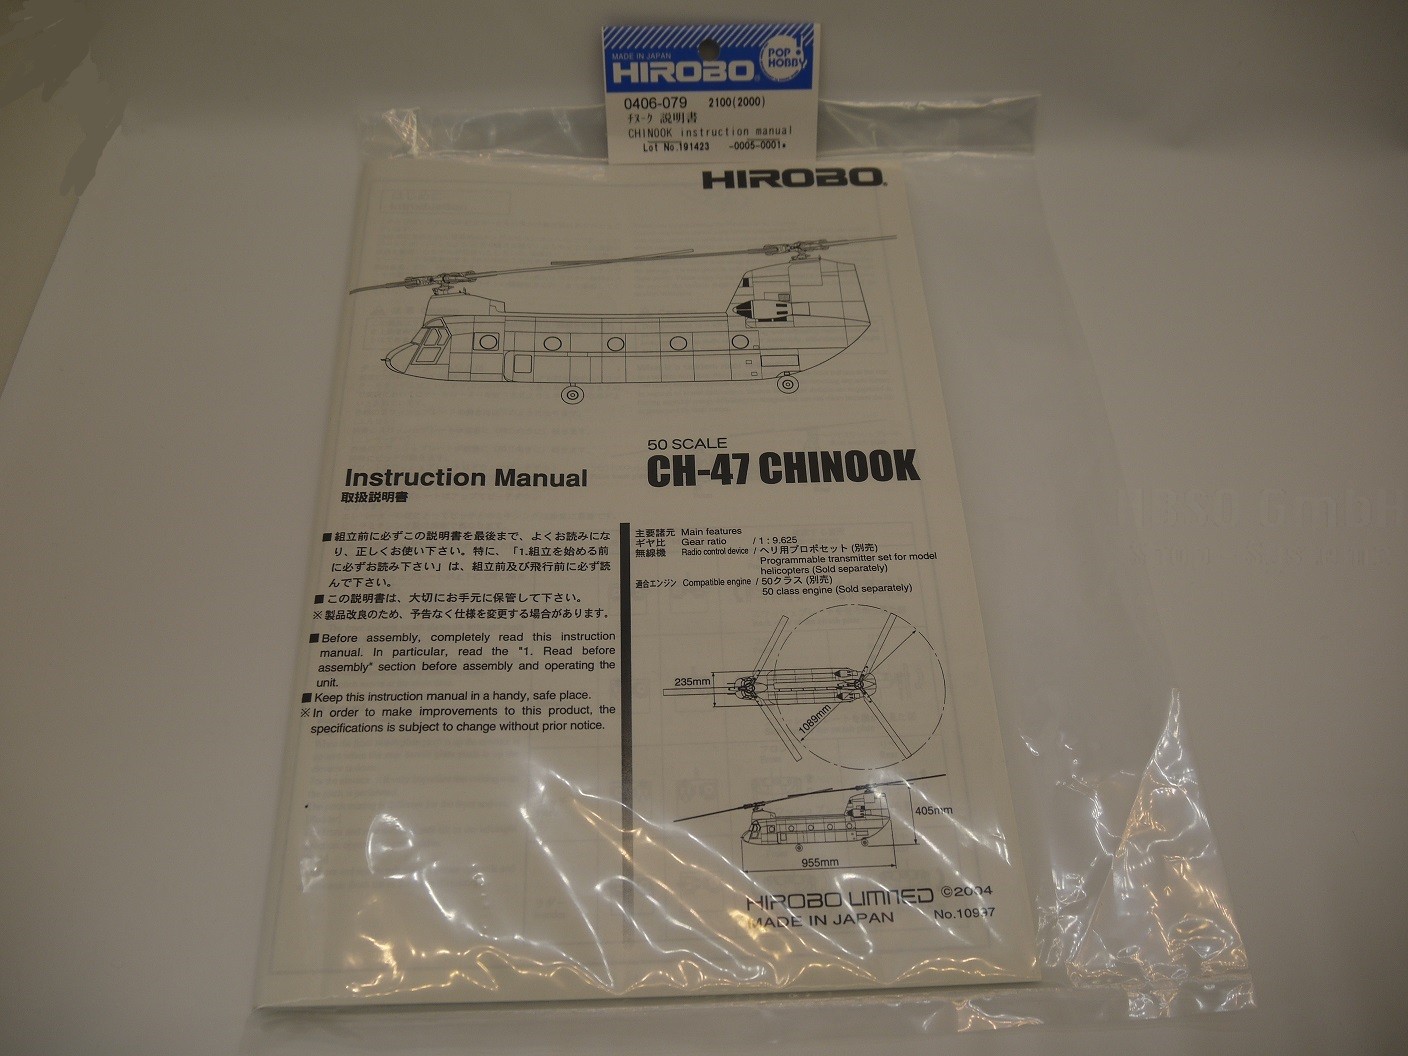 MADE IN JAPAN
HIROBO®
POP!
HOBBY
0406-079 2100(2000)
ﾁﾇｰｸ 説明書
CHINOOK instruction manual
Lot No.191423 -0005-0001*
HIROBO®
50 SCALE
CH-47 CHINOOK
Instruction Manual
取扱説明書
■組立前に必ずこの説明書を最後まで、よくお読みにな
り、正しくお使い下さい。特に、「1.組立を始める前
に必ずお読み下さい」は、組立前及び飛行前に必ず読
んで下さい。
■この説明書は、大切にお手元に保管して下さい。
※製品改良のため、予告なく仕様を変更する場合があります。
■Before assembly, completely read this instruction
manual. In particular, read the "1. Read before
assembly" section before assembly and operating the
unit.
■Keep this instruction manual in a handy, safe place.
※In order to make improvements to this product, the
specifications is subject to change without prior notice.
主要諸元 Main features
ギヤ比 Gear ratio / 1 : 9.625
無線機 Radio control device / ヘリ用プロポセット (別売)
Programmable transmitter set for model
helicopters (Sold separately)
適合エンジン Compatible engine / 50クラス (別売)
50 class engine (Sold separately)
235mm
1089mm
405mm
955mm
HIROBO LIMITED ©2004
MADE IN JAPAN No.10997